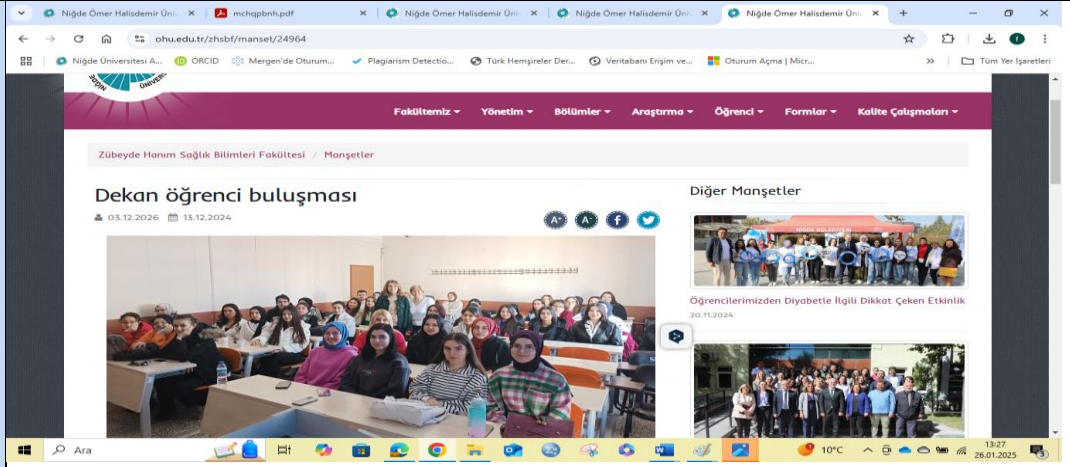 Niğde Ömer Halisdemir Üni
mchqpbnh.pdf
Niğde Ömer Halisdemir Üni
Niğde Ömer Halisdemir Üni
Niğde Ömer Halisdemir Üni
ohu.edu.tr/zhsbf/manset/24964
Niğde Üniversitesi A...
ORCID
Mergen'de Oturum...
Plagiarism Detectio...
Türk Hemşireler Der...
Veritabanı Erişim ve...
Oturum Açma | Micr...
Tüm Yer İşaretleri
Fakültemiz
Yönetim
Bölümler
Araştırma
Öğrenci
Formlar
Kalite Çalışmaları
Zübeyde Hanım Sağlık Bilimleri Fakültesi / Manşetler
Dekan öğrenci buluşması
03.12.2026 13.12.2024
A+ A-
Diğer Manşetler
NİĞDE BELEDİYESİ
Öğrencilerimizden Diyabetle İlgili Dikkat Çeken Etkinlik
20.11.2024
Ara
10°C
13:27
26.01.2025